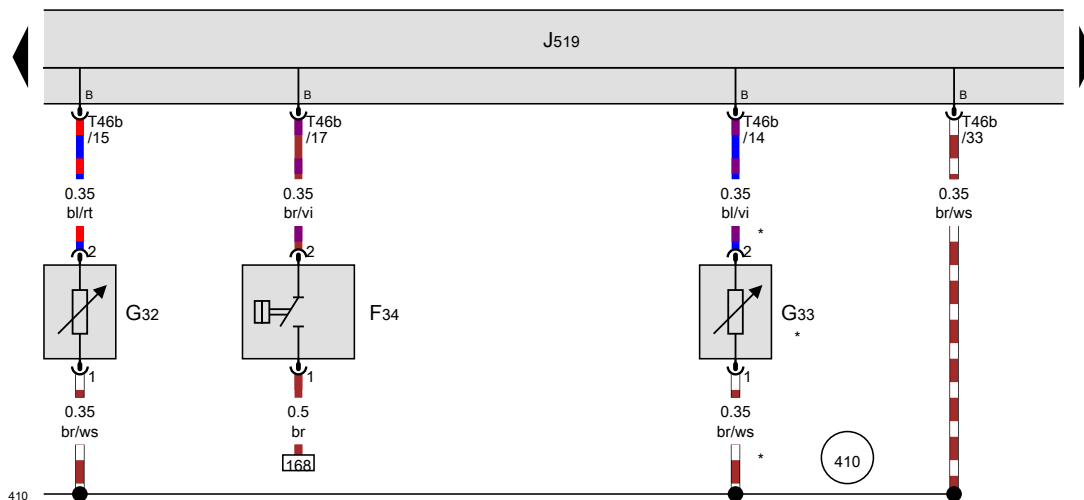 J519
B B B B
T46b T46b T46b T46b
/15 /17 /14 /33
0.35 0.35 0.35 0.35
bl/rt br/vi bl/vi br/ws
*
2 2 2
G32 F34 G33
*
1 1 1
0.35 0.5 0.35
br/ws br br/ws
168 * 410
410